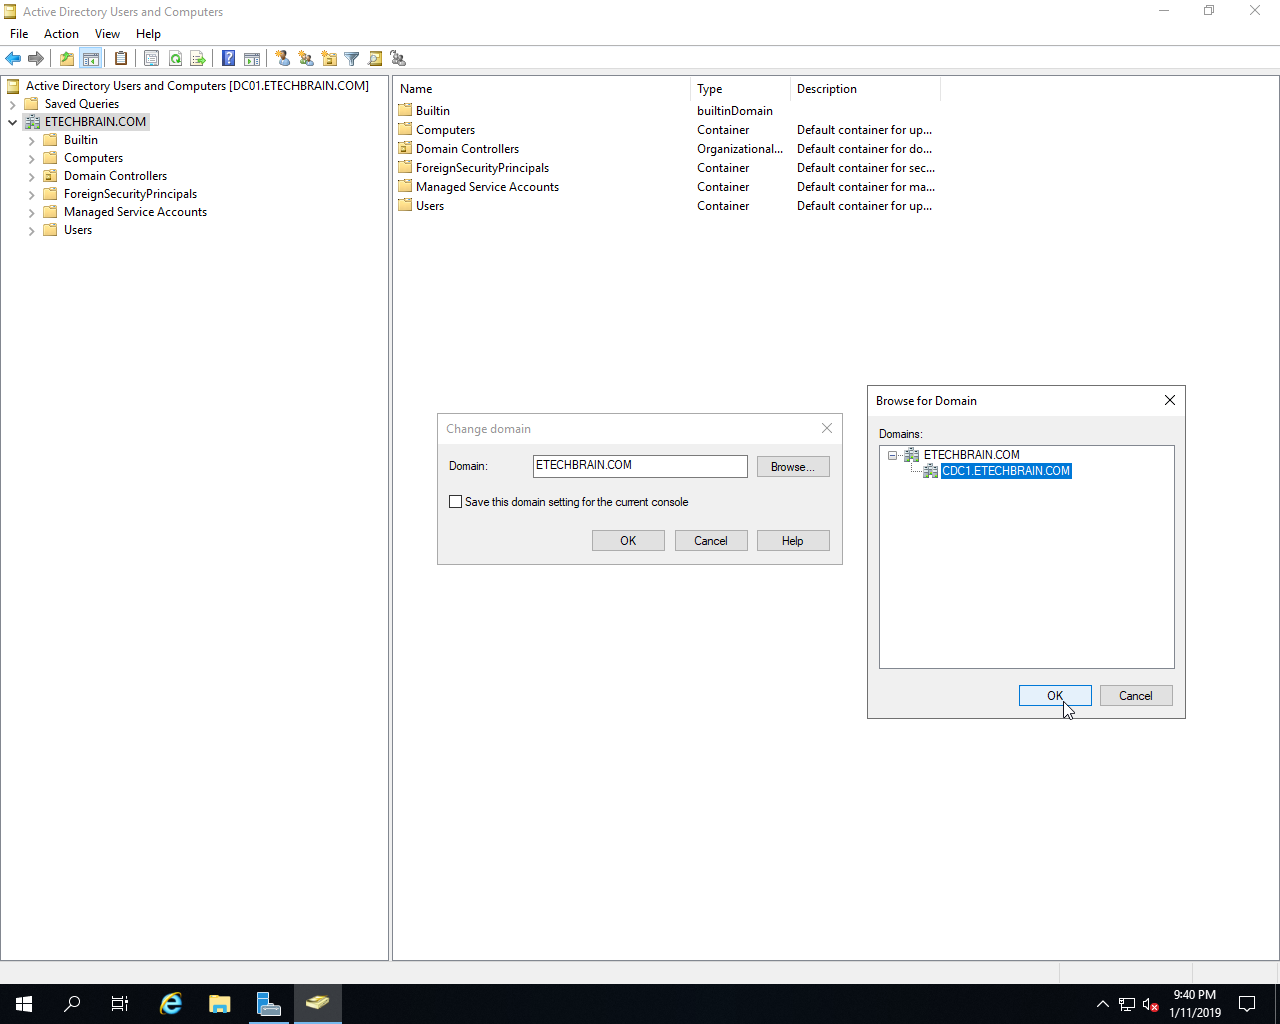 Active Directory Users and Computers
File Action View Help
Active Directory Users and Computers [DC01.ETECHBRAIN.COM]
Saved Queries
ETECHBRAIN.COM
Builtin
Computers
Domain Controllers
ForeignSecurityPrincipals
Managed Service Accounts
Users
Name Type Description
Builtin builtinDomain
Computers Container Default container for up...
Domain Controllers Organizational... Default container for do...
ForeignSecurityPrincipals Container Default container for sec...
Managed Service Accounts Container Default container for ma...
Users Container Default container for up...
Change domain
Domain: ETECHBRAIN.COM Browse...
Save this domain setting for the current console
OK Cancel Help
Browse for Domain
Domains:
ETECHBRAIN.COM
CDC1.ETECHBRAIN.COM
OK Cancel
9:40 PM
1/11/2019